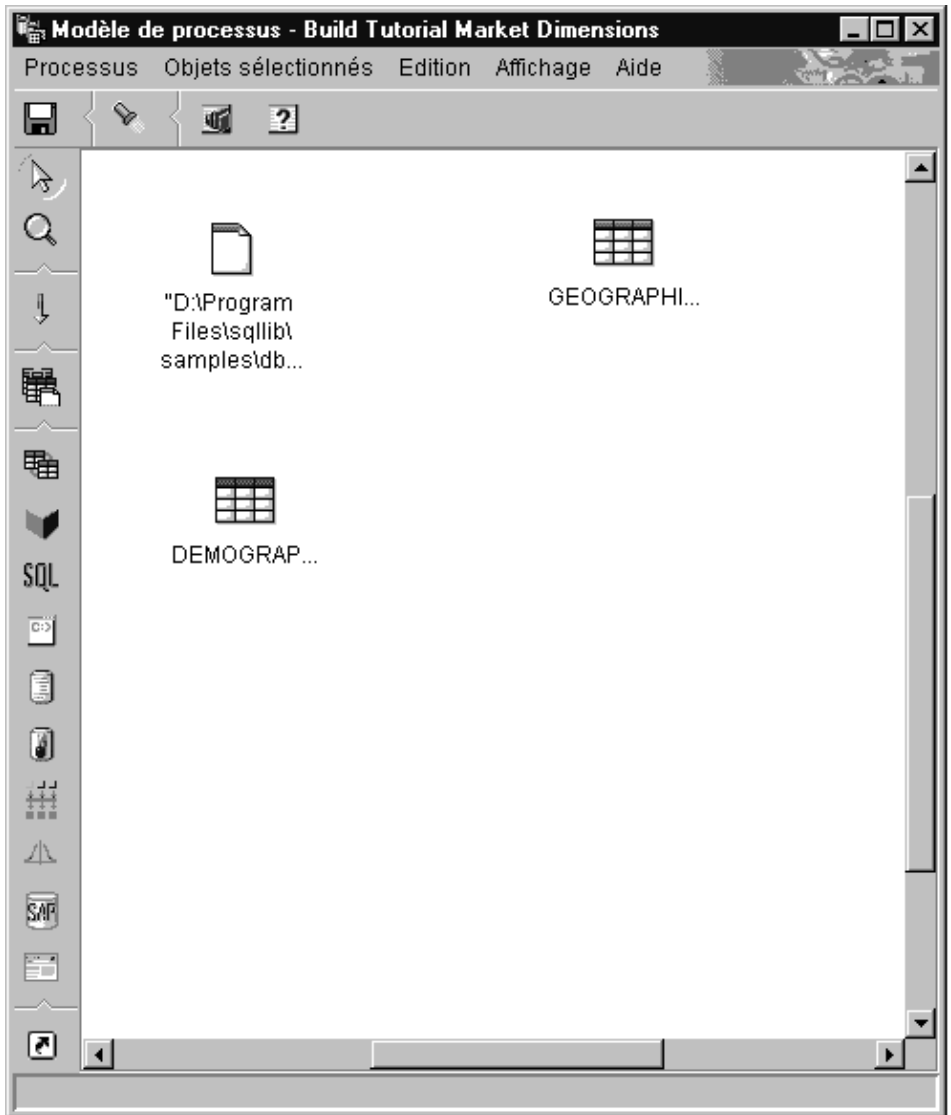 Modèle de processus - Build Tutorial Market Dimensions
Processus Objets sélectionnés Edition Affichage Aide
"D:\Program
Files\sqllib\
samples\db...
GEOGRAPHI...
DEMOGRAP...
SQL
C:>
SAP